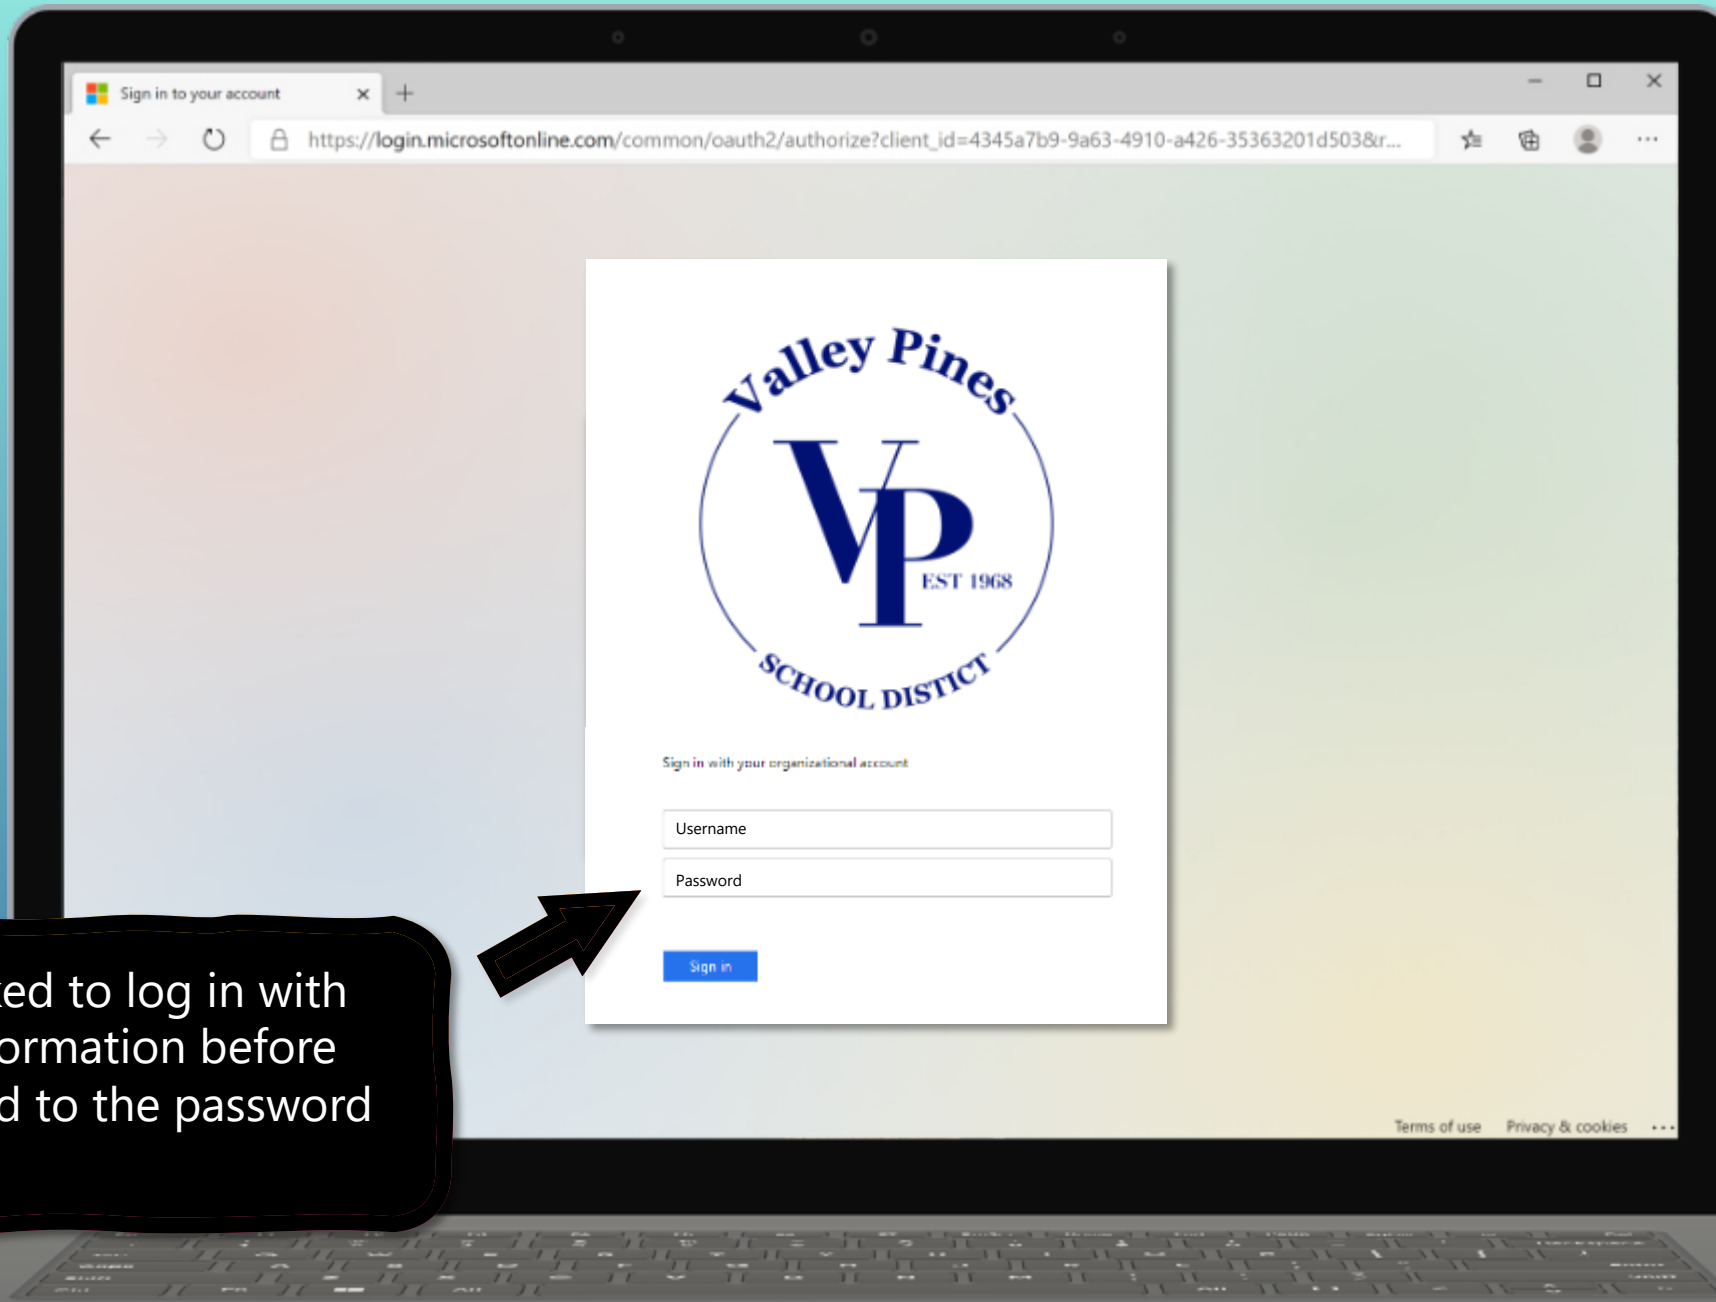 Sign in to your account
https://login.microsoftonline.com/common/oauth2/authorize?client_id=4345a7b9-9a63-4910-a426-35363201d503&r...
Valley Pines
VP
EST 1968
SCHOOL DISTICT
Sign in with your organizational account
Username
Password
Sign in
ed to log in with
ormation before
d to the password
Terms of use Privacy & cookies